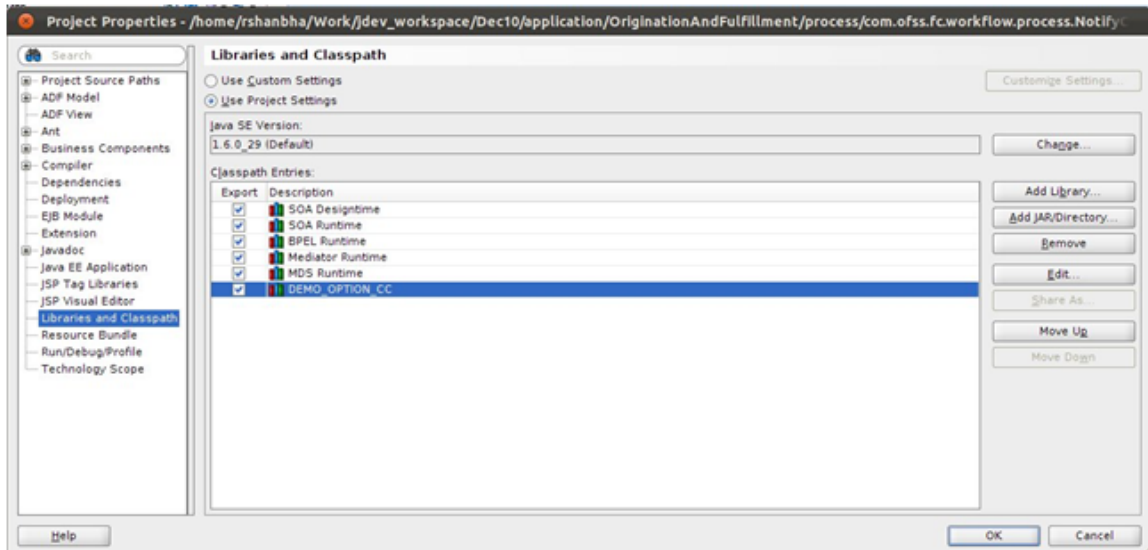 Project Properties - /home/rshanbha/Work/jdev_workspace/Dec10/application/OriginationAndFulfillment/process/com.ofss.fc.workflow.process.Notify
Search
Project Source Paths
ADF Model
ADF View
Ant
Business Components
Compiler
Dependencies
Deployment
EJB Module
Extension
Javadoc
Java EE Application
JSP Tag Libraries
JSP Visual Editor
Libraries and Classpath
Resource Bundle
Run/Debug/Profile
Technology Scope
Libraries and Classpath
Use Custom Settings
Customize Settings...
Use Project Settings
Java SE Version:
1.6.0_29 (Default)
Change...
Classpath Entries:
Export Description
SOA Designtime
SOA Runtime
BPEL Runtime
Mediator Runtime
MDS Runtime
DEMO_OPTION_CC
Add Library...
Add JAR/Directory...
Remove
Edit...
Share As...
Move Up
Move Down
Help
OK
Cancel